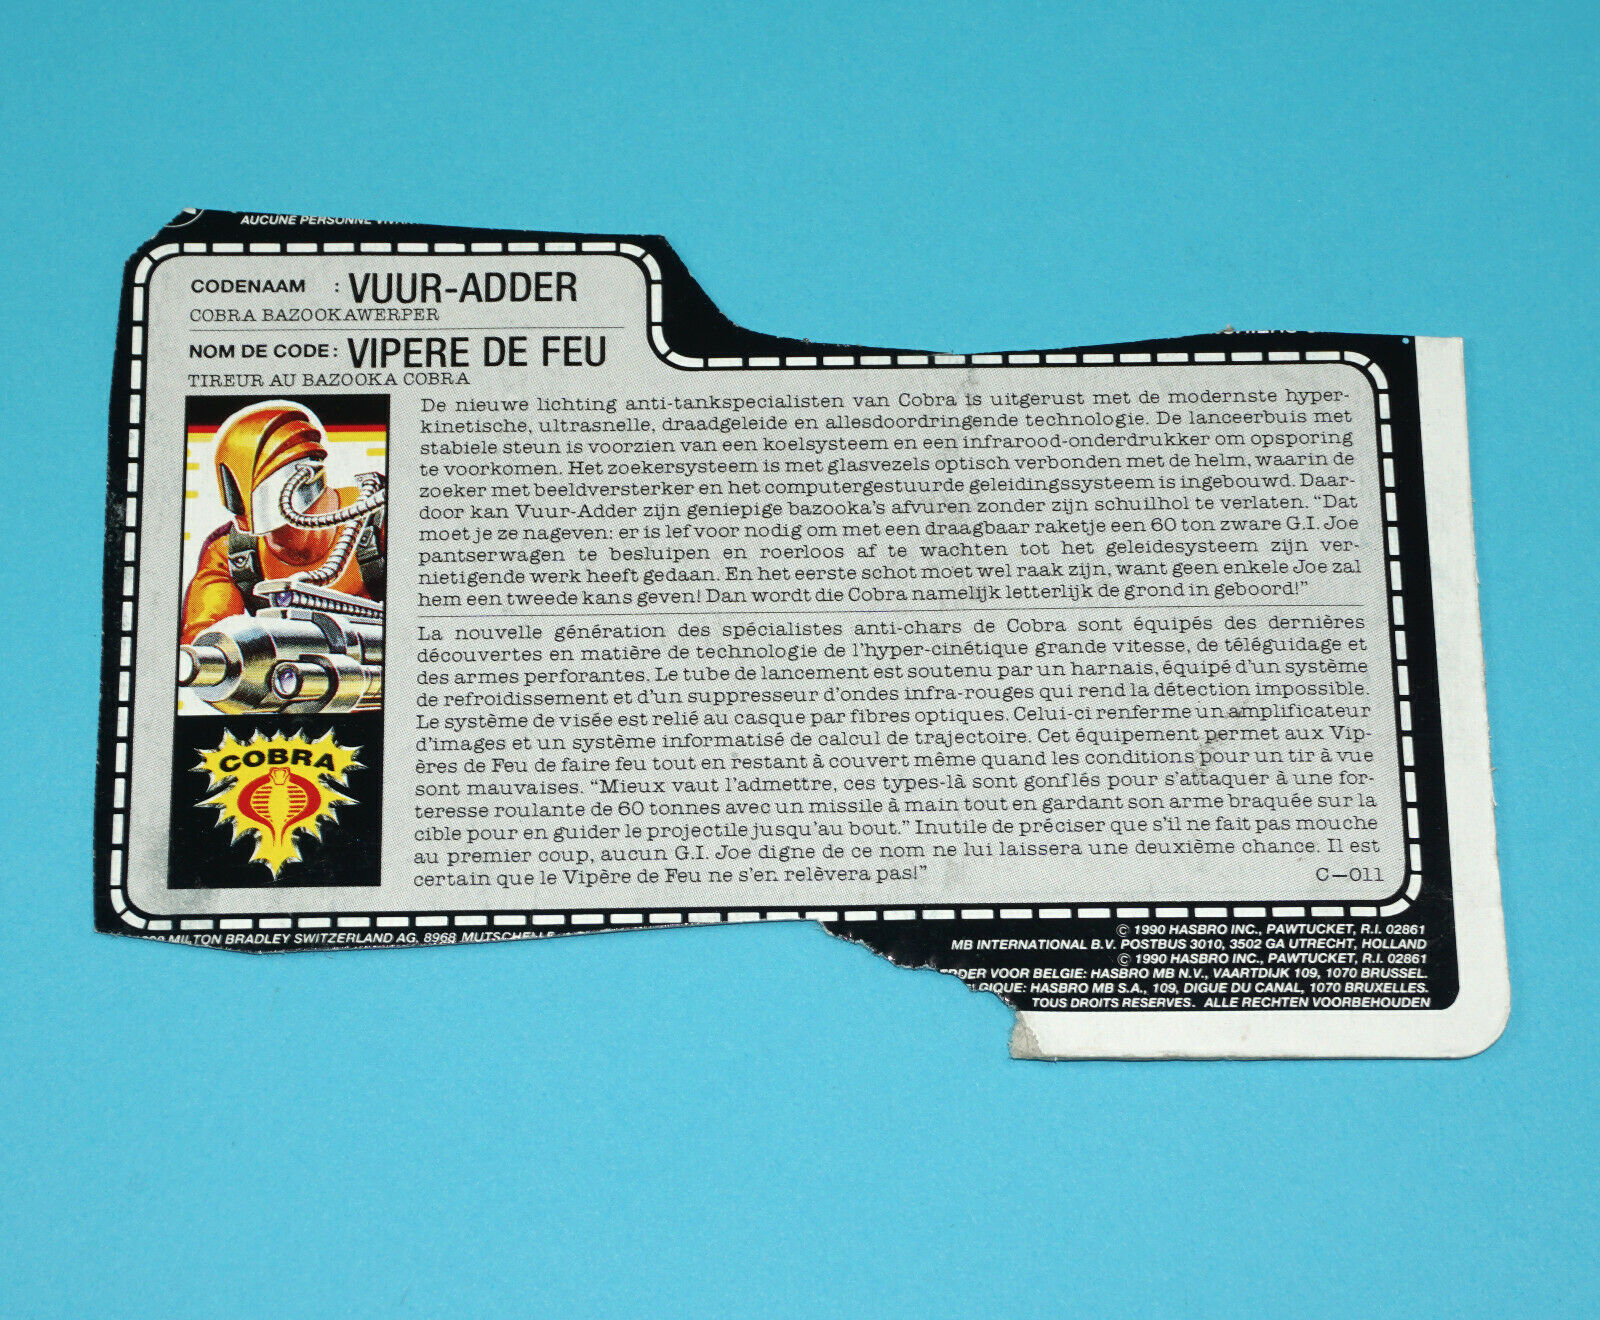 AUCUNE PERSONNE
CODENAAM : VUUR-ADDER
COBRA BAZOOKAWERPER
NOM DE CODE: VIPERE DE FEU
TIREUR AU BAZOOKA COBRA
De nieuwe lichting anti-tankspecialisten van Cobra is uitgerust met de modernste hyper-
kinetische, ultrasnelle, draadgeleide en allesdoordringende technologie. De lanceerbuis met
stabiele steun is voorzien van een koelsysteem en een infrarood-onderdrukker om opsporing
te voorkomen. Het zoekersysteem is met glasvezels optisch verbonden met de helm, waarin de
zoeker met beeldversterker en het computergestuurde geleidingssysteem is ingebouwd. Daar-
door kan Vuur-Adder zijn geniepige bazooka's afvuren zonder zijn schuilhol te verlaten. "Dat
moet je ze nageven: er is lef voor nodig om met een draagbaar raketje een 60 ton zware G.I. Joe
pantserwagen te besluipen en roerloos af te wachten tot het geleidesysteem zijn ver-
nietigende werk heeft gedaan. En het eerste schot moet wel raak zijn, want geen enkele Joe zal
hem een tweede kans geven! Dan wordt die Cobra namelijk letterlijk de grond in geboord!"
La nouvelle génération des spécialistes anti-chars de Cobra sont équipés des dernières
découvertes en matière de technologie de l'hyper-cinétique grande vitesse, de téléguidage et
des armes perforantes. Le tube de lancement est soutenu par un harnais, équipé d'un système
de refroidissement et d'un suppresseur d'ondes infra-rouges qui rend la détection impossible.
Le système de visée est relié au casque par fibres optiques. Celui-ci renferme un amplificateur
d'images et un système informatisé de calcul de trajectoire. Cet équipement permet aux Vip-
ères de Feu de faire feu tout en restant à couvert même quand les conditions pour un tir à vue
sont mauvaises. "Mieux vaut l'admettre, ces types-là sont gonflés pour s'attaquer à une for-
teresse roulante de 60 tonnes avec un missile à main tout en gardant son arme braquée sur la
cible pour en guider le projectile jusqu'au bout." Inutile de préciser que s'il ne fait pas mouche
au premier coup, aucun G.I. Joe digne de ce nom ne lui laissera une deuxième chance. Il est
certain que le Vipère de Feu ne s'en relèvera pas!"
C-011
COBRA
MILTON BRADLEY SWITZERLAND AG, 8968
© 1990 HASBRO INC., PAWTUCKET, R.I. 02861
MB INTERNATIONAL B.V. POSTBUS 3010, 3502 GA UTRECHT, HOLLAND
© 1990 HASBRO INC., PAWTUCKET, R.I. 02861
VOOR BELGIE: HASBRO MB N.V., VAARTDIJK 109, 1070 BRUSSEL.
HASBRO MB S.A., 109, DIGUE DU CANAL, 1070 BRUXELLES.
TOUS DROITS RESERVES. ALLE RECHTEN VOORBEHOUDEN